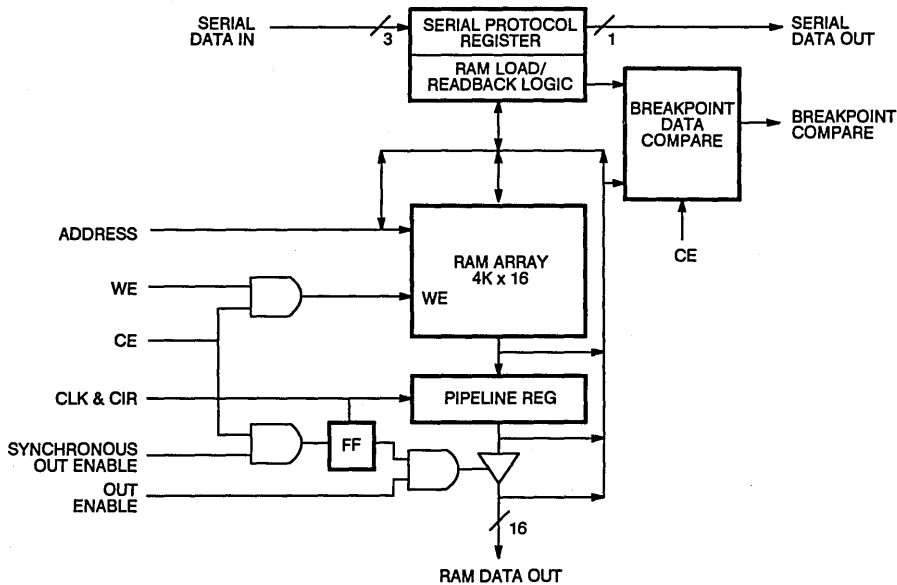 SERIAL
DATA IN
3
SERIAL PROTOCOL
REGISTER
1
SERIAL
DATA OUT
RAM LOAD/
READBACK LOGIC
BREAKPOINT
DATA
COMPARE
BREAKPOINT
COMPARE
ADDRESS
RAM ARRAY
4K x 16
CE
WE
WE
CE
CLK & CIR
PIPELINE REG
FF
SYNCHRONOUS
OUT ENABLE
OUT
ENABLE
16
RAM DATA OUT